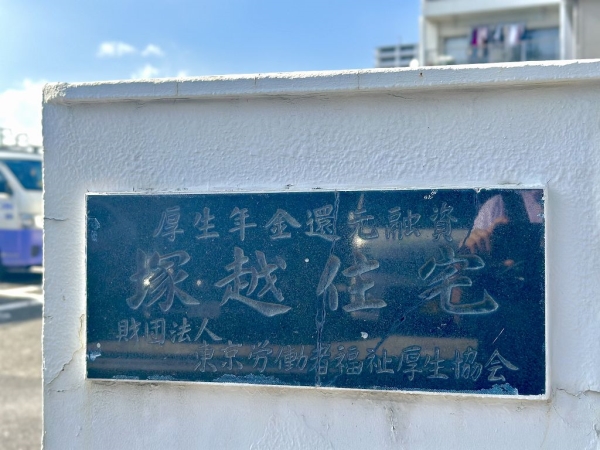 厚生年金還元融資
塚越住宅
財団法人
東京労働者福祉厚生協会